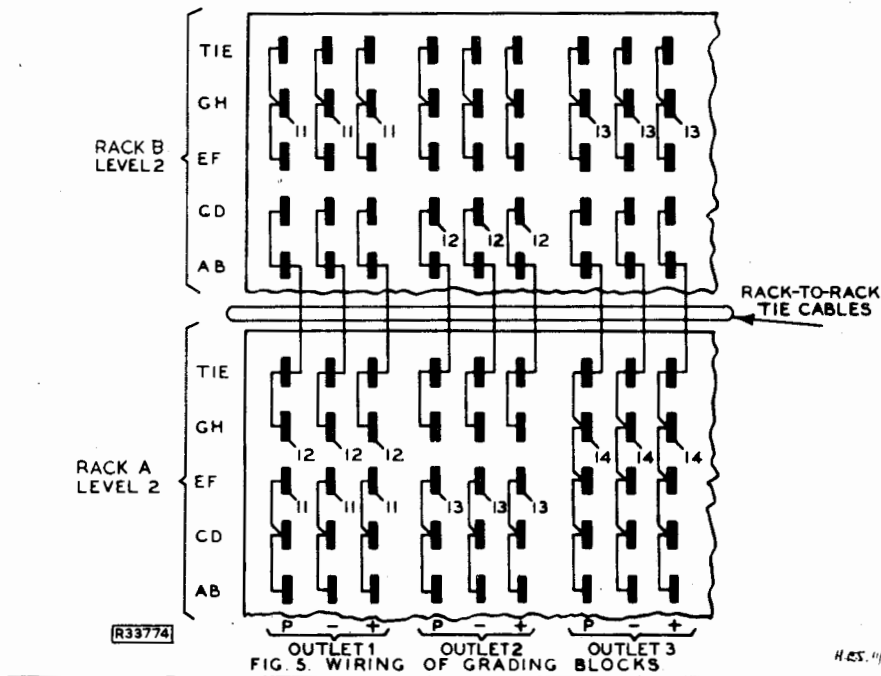 TIE
GH
11 11 11 13 13 13
RACK B
LEVEL 2
EF
CD
12 12 12
AB
RACK-TO-RACK
TIE CABLES
TIE
GH
12 12 12 14 14 14
RACK A
LEVEL 2
EF
11 11 11 13 13 13
CD
AB
R33774
P - + P - + P - +
OUTLET 1 OUTLET 2 OUTLET 3
FIG. 5. WIRING OF GRADING BLOCKS